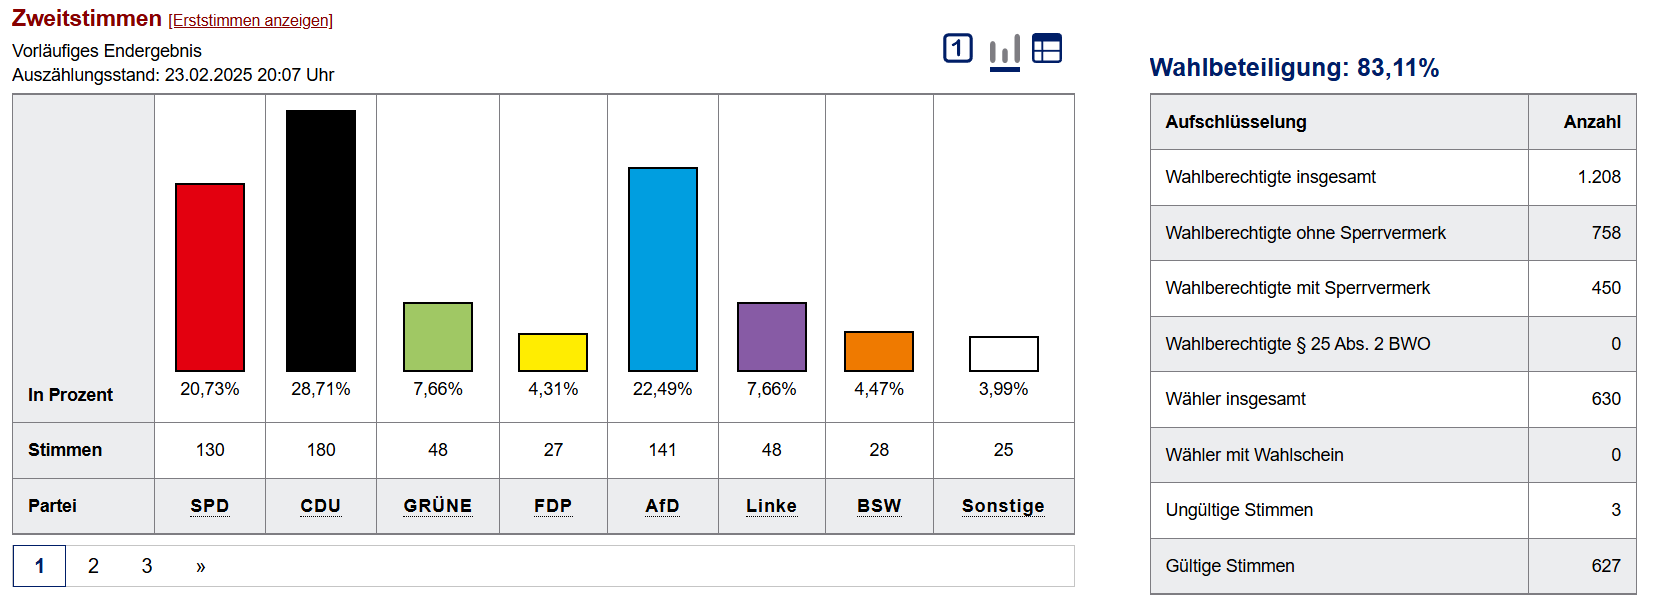 Zweitstimmen [Erststimmen anzeigen]
Vorläufiges Endergebnis
Auszählungsstand: 23.02.2025 20:07 Uhr
1
In Prozent 20,73% 28,71% 7,66% 4,31% 22,49% 7,66% 4,47% 3,99%
Stimmen 130 180 48 27 141 48 28 25
Partei SPD CDU GRÜNE FDP AfD Linke BSW Sonstige
1 2 3 »
Wahlbeteiligung: 83,11%
Aufschlüsselung Anzahl
Wahlberechtigte insgesamt 1.208
Wahlberechtigte ohne Sperrvermerk 758
Wahlberechtigte mit Sperrvermerk 450
Wahlberechtigte § 25 Abs. 2 BWO 0
Wähler insgesamt 630
Wähler mit Wahlschein 0
Ungültige Stimmen 3
Gültige Stimmen 627